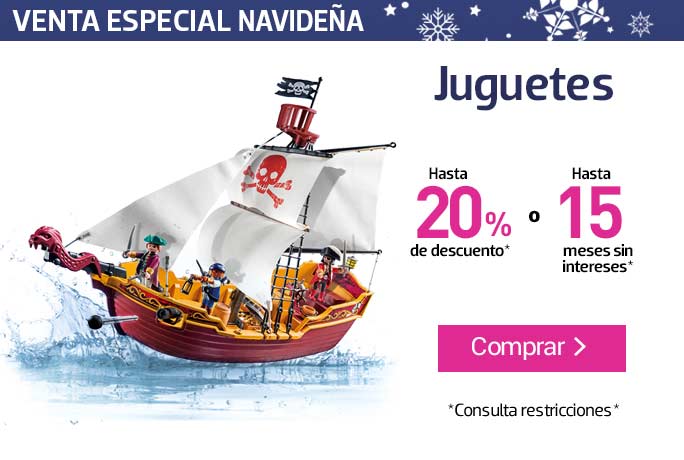 VENTA ESPECIAL NAVIDEÑA
Juguetes
Hasta
20%
de descuento*
o
Hasta
15
meses sin
intereses*
Comprar >
*Consulta restricciones*